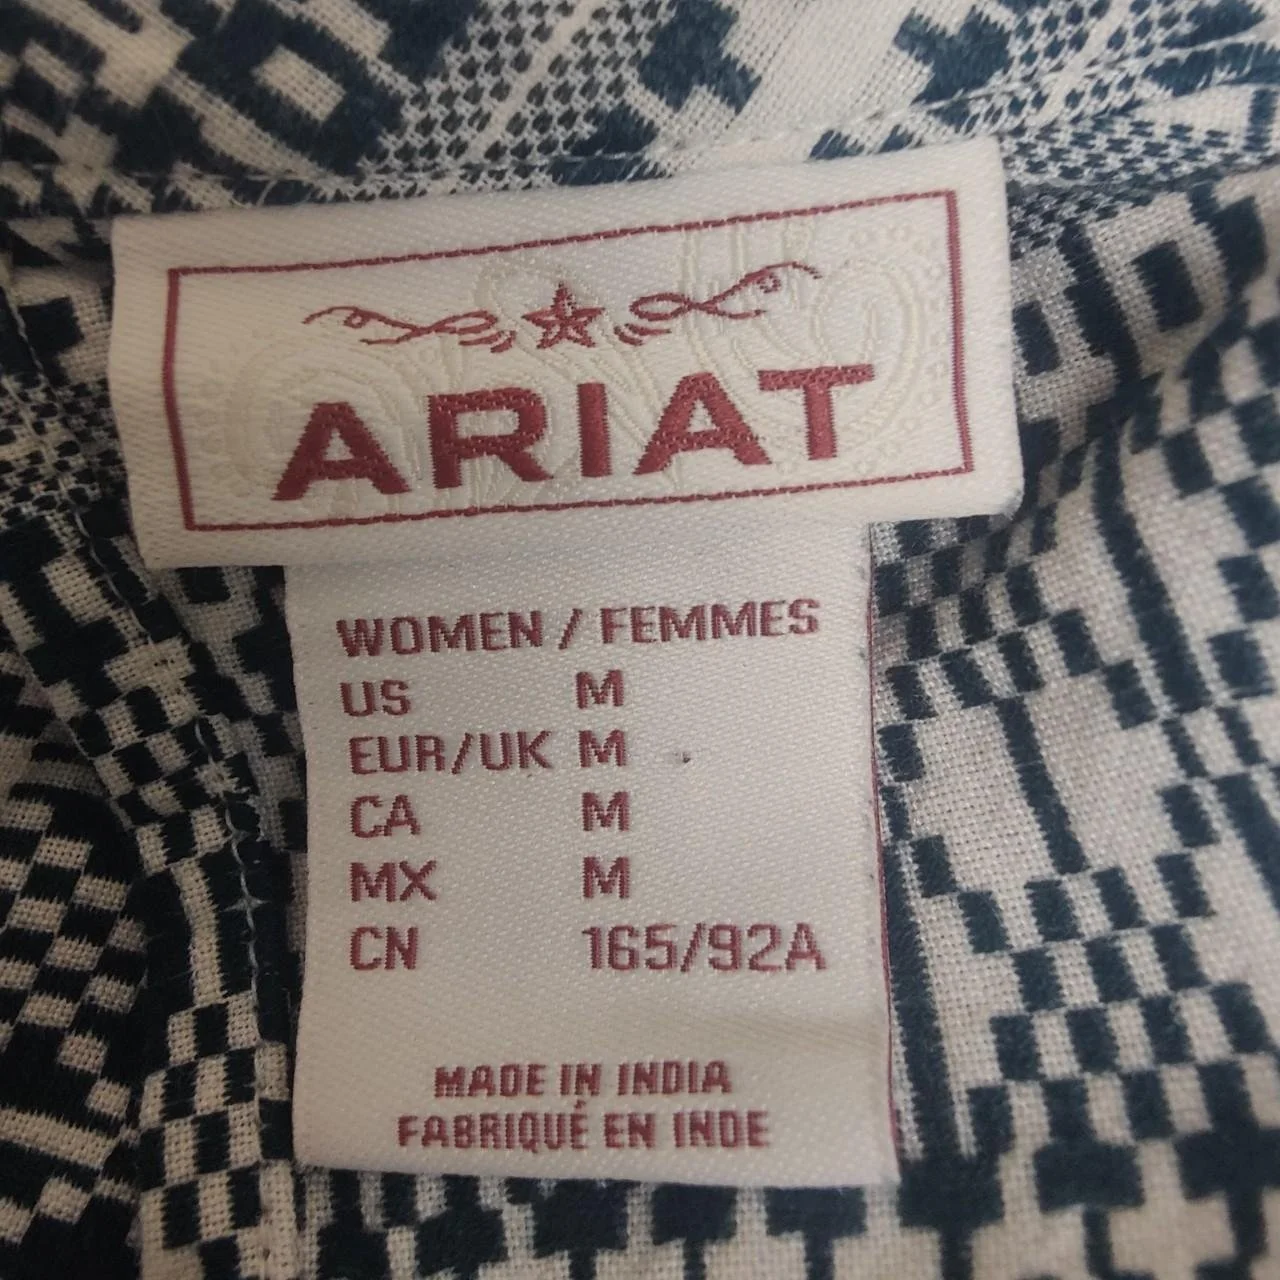 ARIAT
WOMEN / FEMMES
US M
EUR/UK M
CA M
MX M
CN 165/92A
MADE IN INDIA
FABRIQUÉ EN INDE